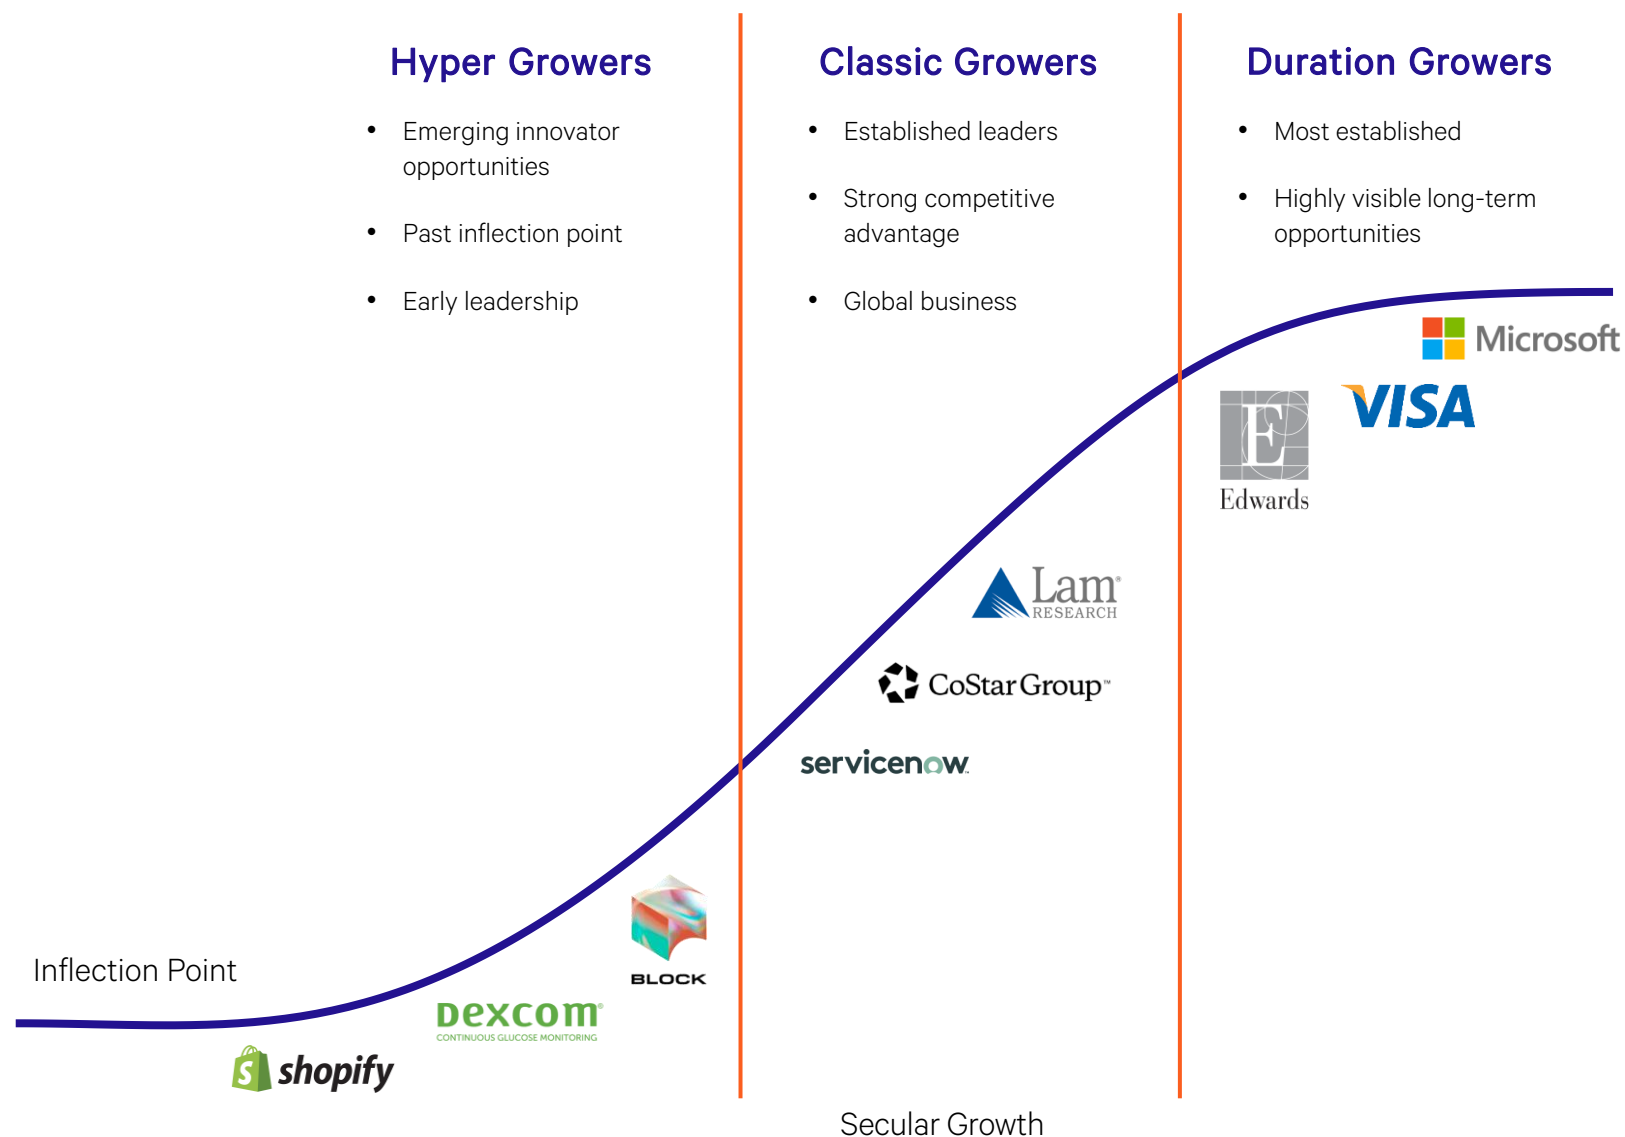 Hyper Growers
• Emerging innovator
opportunities
• Past inflection point
• Early leadership
Classic Growers
• Established leaders
• Strong competitive
advantage
• Global business
Duration Growers
• Most established
• Highly visible long-term
opportunities
Microsoft
VISA
E
Edwards
Lam®
RESEARCH
CoStar Group™
servicenow™
BLOCK
Inflection Point
Dexcom®
CONTINUOUS GLUCOSE MONITORING
S
shopify
Secular Growth